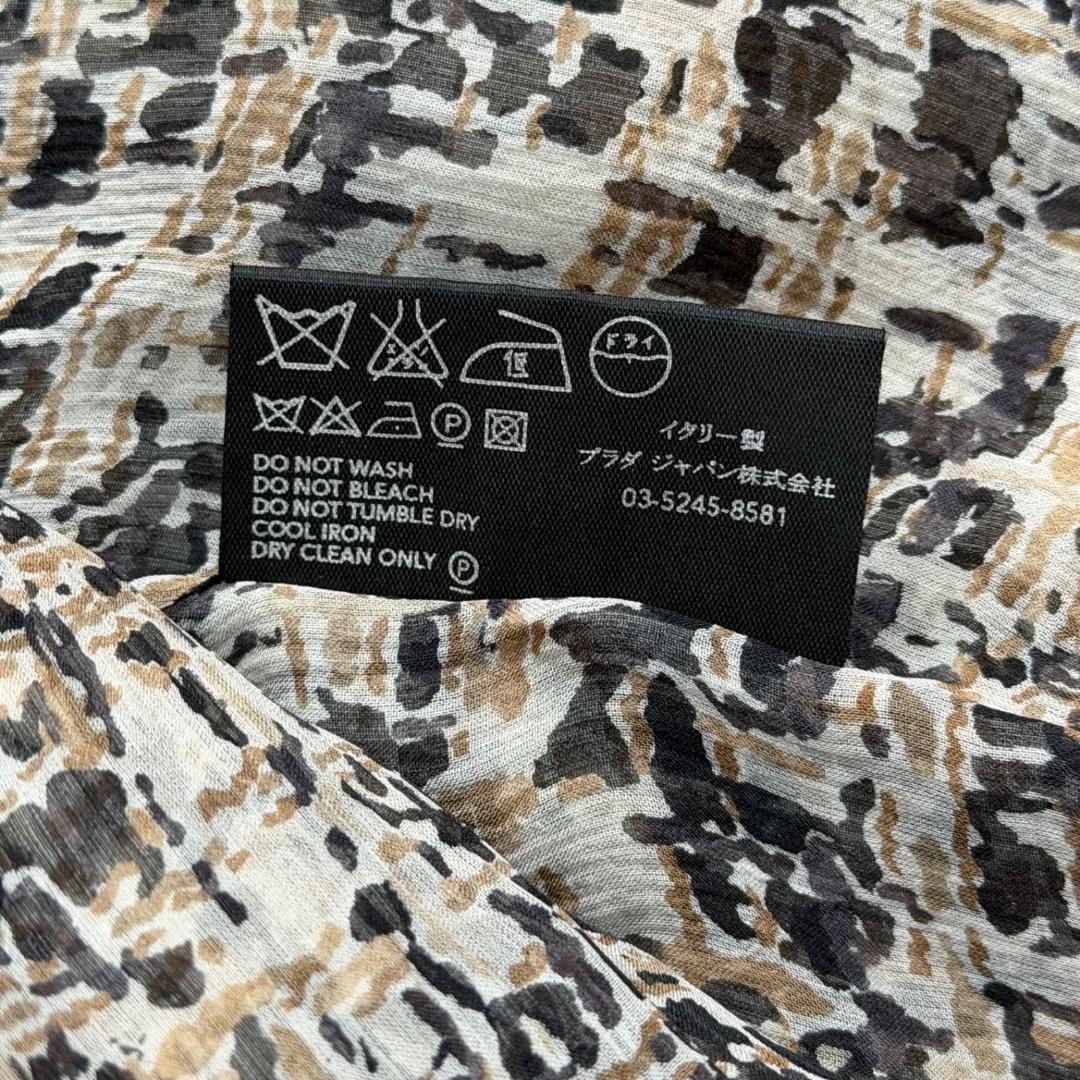 低
ドライ
P
DO NOT WASH
DO NOT BLEACH
DO NOT TUMBLE DRY
COOL IRON
DRY CLEAN ONLY P
イタリー製
プラダ ジャパン株式会社
03-5245-8581